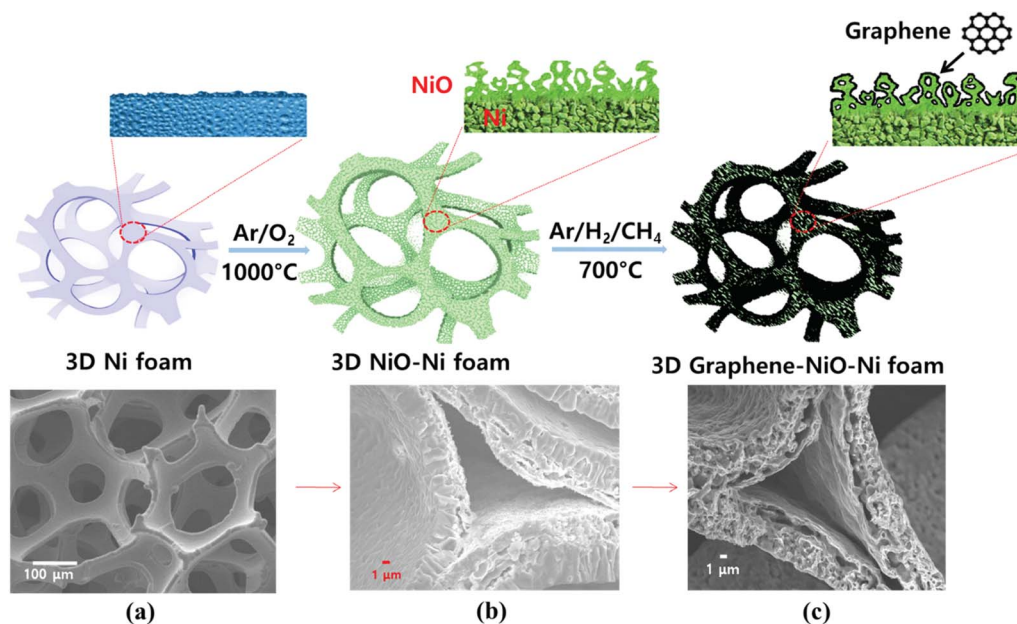 Graphene
NiO
Ni
Ar/O₂
1000°C
Ar/H₂/CH₄
700°C
3D Ni foam
3D NiO-Ni foam
3D Graphene-NiO-Ni foam
100 μm
1 μm
1 μm
(a)
(b)
(c)